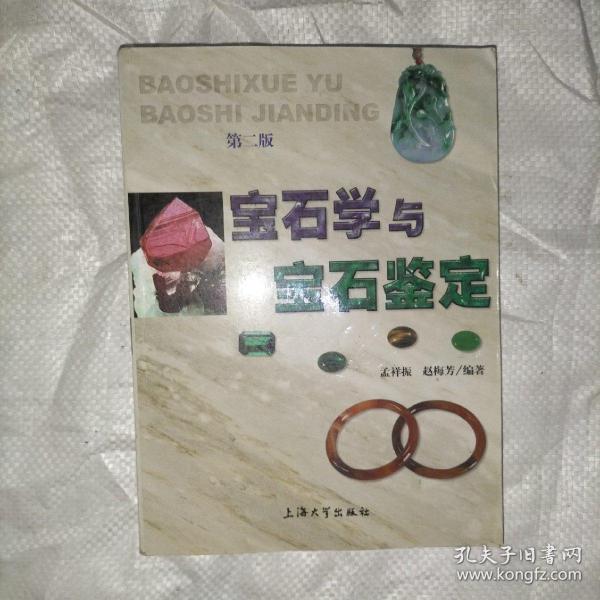 BAOSHIXUE YU
BAOSHI JIANDING
第二版
宝石学与
宝石鉴定
孟祥振 赵梅芳/编著
上海大学出版社
孔夫子旧书网
www.kongfz.com